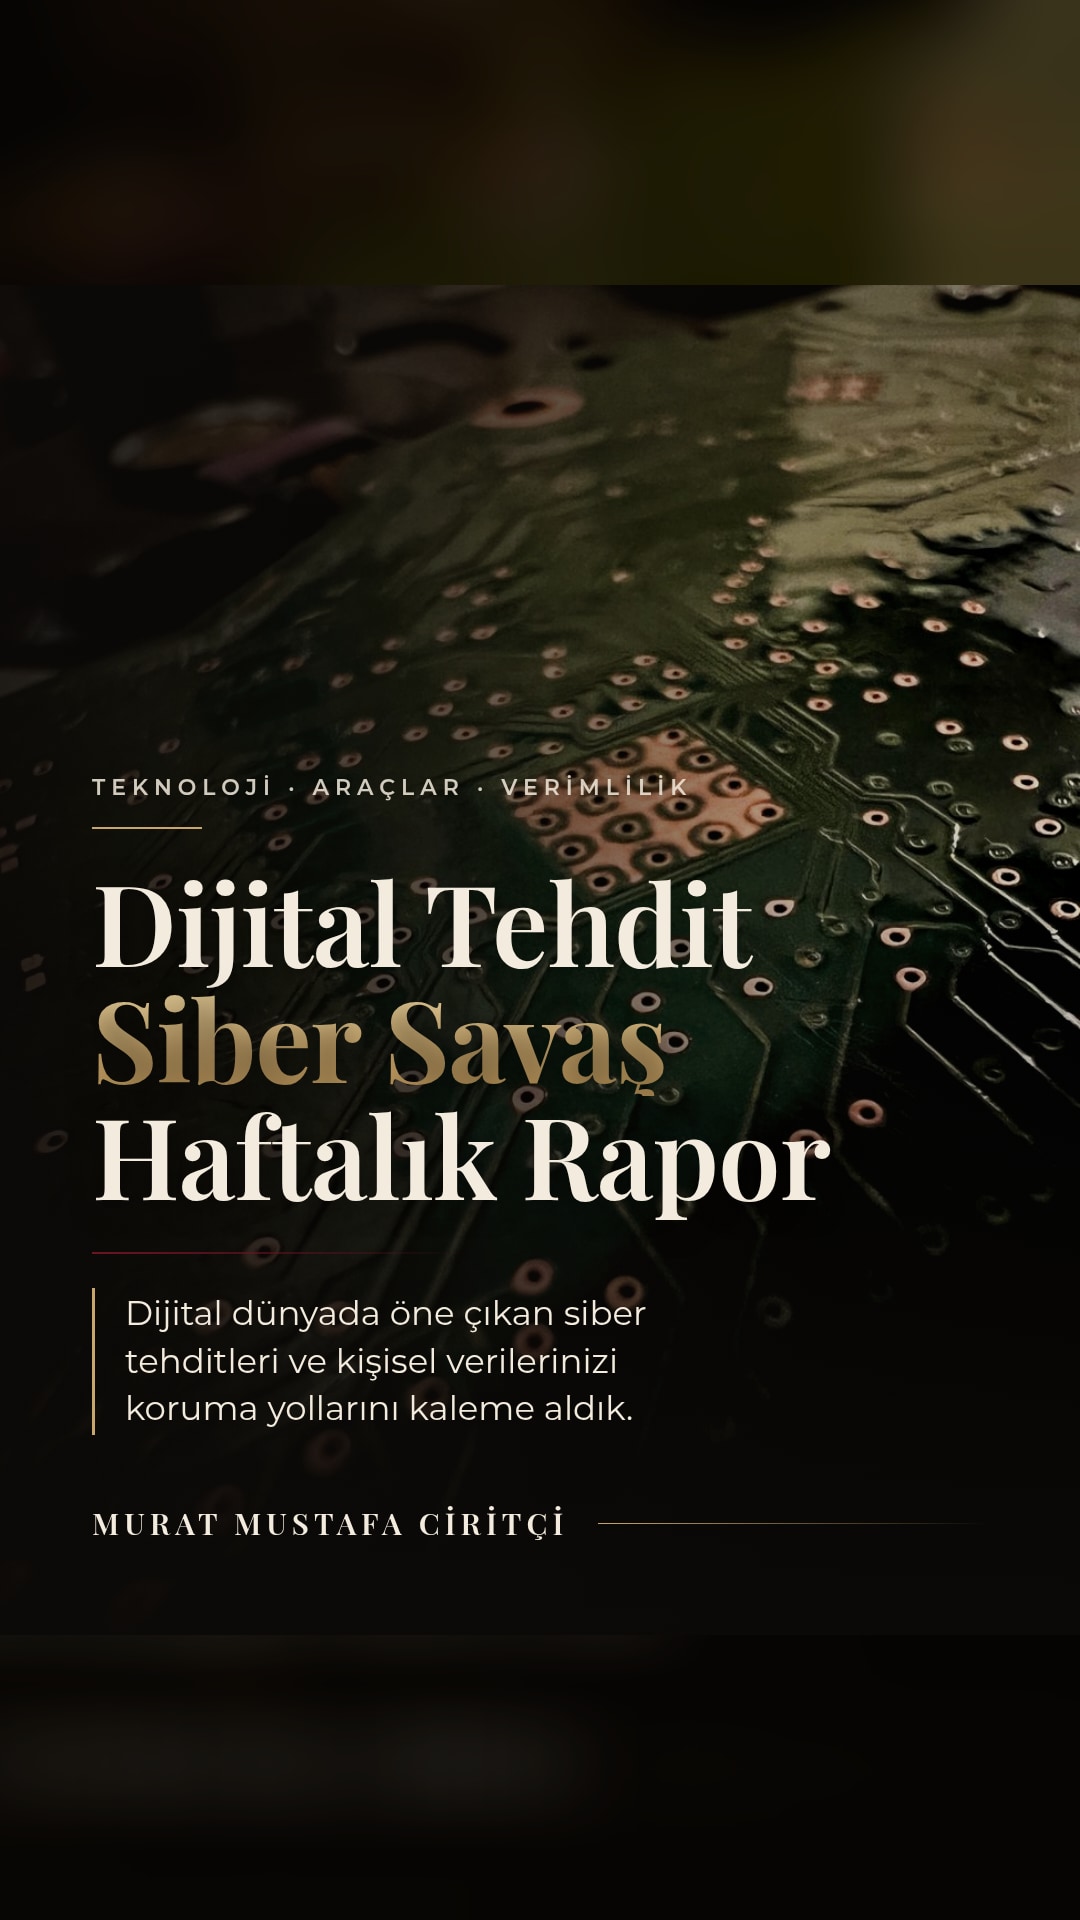 TEKNOLOJİ · ARAÇLAR · VERİMLİLİK
Dijital Tehdit
Siber Savaş
Haftalık Rapor
Dijital dünyada öne çıkan siber
tehditleri ve kişisel verilerinizi
koruma yollarını kaleme aldık.
MURAT MUSTAFA CİRİTÇİ